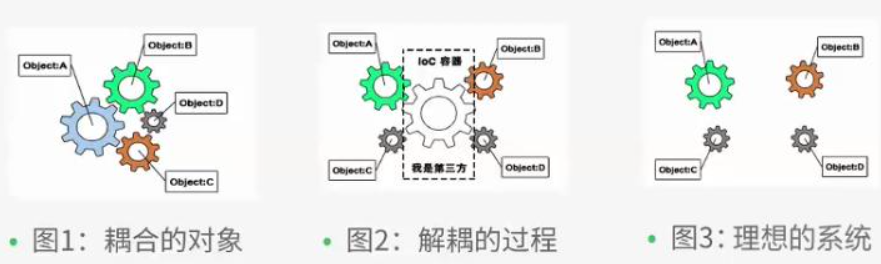 Object:B
Object:A
Object:D
Object:C
• 图1：耦合的对象
Object:A
IoC 容器
Object:B
Object:C
我是第三方
Object:D
• 图2：解耦的过程
Object:A
Object:B
Object:C
Object:D
• 图3：理想的系统